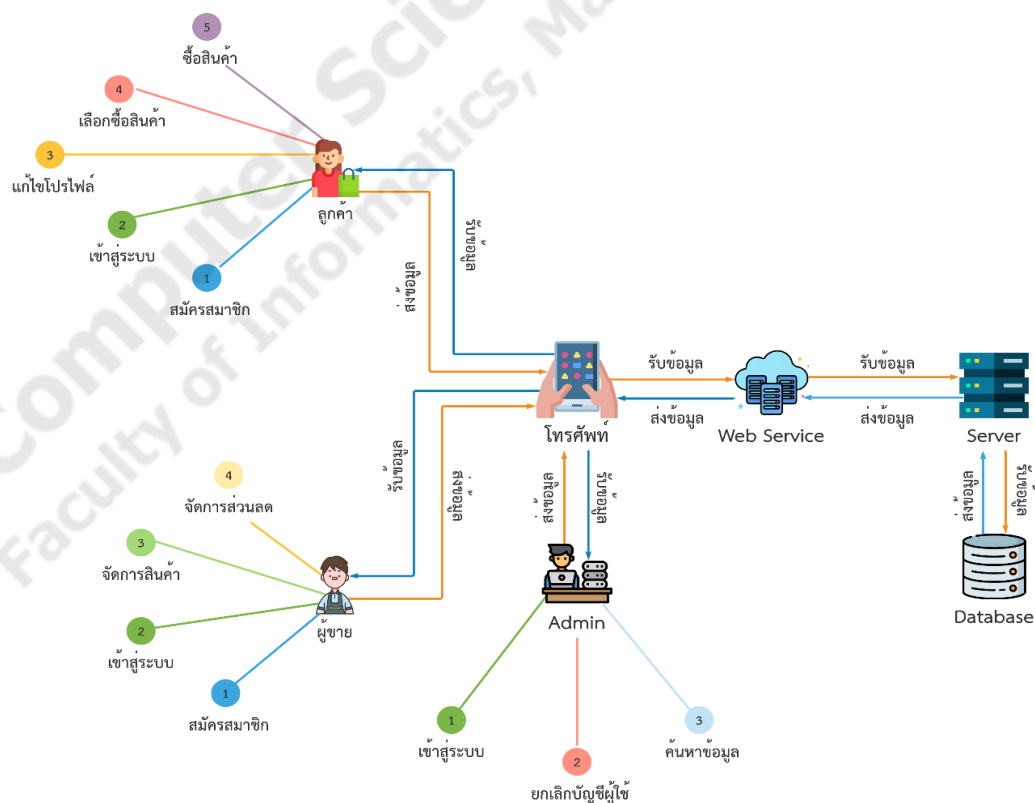 5
ซื้อสินค้า
4
เลือกซื้อสินค้า
3
แก้ไขโปรไฟล์
2
เข้าสู่ระบบ
1
สมัครสมาชิก
ลูกค้า
รับข้อมูล
ส่งข้อมูล
โทรศัพท์
รับข้อมูล
ส่งข้อมูล
Web Service
รับข้อมูล
ส่งข้อมูล
Server
รับข้อมูล
ส่งข้อมูล
4
จัดการส่วนลด
3
จัดการสินค้า
2
เข้าสู่ระบบ
1
สมัครสมาชิก
ผู้ขาย
ส่งข้อมูล
รับข้อมูล
Admin
ส่งข้อมูล
รับข้อมูล
Database
1
เข้าสู่ระบบ
2
ยกเลิกบัญชีผู้ใช้
3
ค้นหาข้อมูล
Computer Scie
Faculty of Informatics, Ma